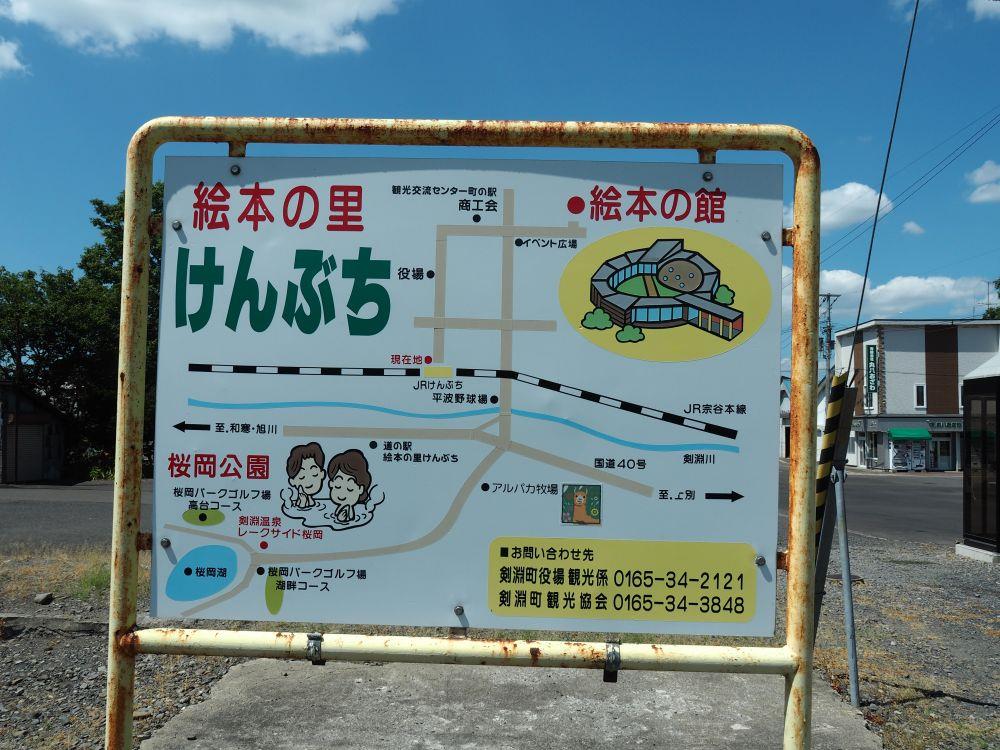 絵本の里
けんぶち
観光交流センター町の駅
商工会
絵本の館
イベント広場
役場
現在地
JRけんぶち
平波野球場
JR宗谷本線
至.和寒・旭川
道の駅
絵本の里けんぶち
国道40号
剣淵川
至.士別
桜岡公園
桜岡パークゴルフ場
高台コース
剣淵温泉
レークサイド桜岡
アルパカ牧場
桜岡湖
桜岡パークゴルフ場
湖畔コース
■お問い合わせ先
剣淵町役場 観光係 0165-34-2121
剣淵町 観光協会 0165-34-3848